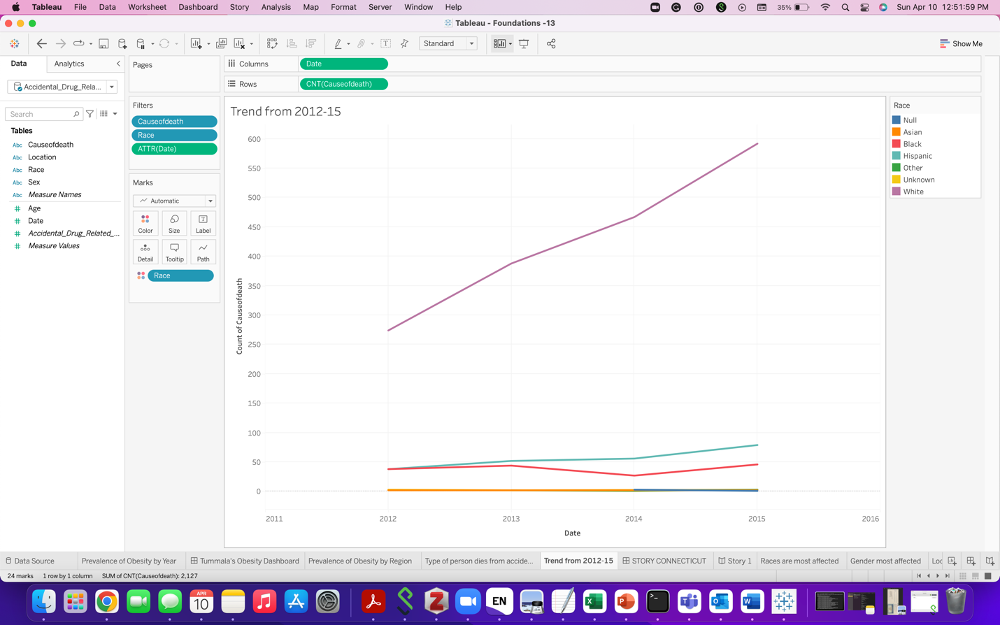 Tableau File Data Worksheet Dashboard Story Analysis Map Format Server Window Help 35% Sun Apr 10 12:51:59 PM
Tableau - Foundations -13
Standard
Show Me
Data Analytics
Pages
Columns Date
Rows CNT(Causeofdeath)
Accidental_Drug_Rela...
Search
Tables
Abc Causeofdeath
Abc Location
Abc Race
Abc Sex
Abc Measure Names
# Age
# Date
# Accidental_Drug_Related_...
# Measure Values
Filters
Causeofdeath
Race
ATTR(Date)
Marks
Automatic
Color Size Label
Detail Tooltip Path
Race
Trend from 2012-15
Count of Causeofdeath
600
550
500
450
400
350
300
250
200
150
100
50
0
2011 2012 2013 2014 2015 2016
Date
Race
Null
Asian
Black
Hispanic
Other
Unknown
White
Data Source Prevalence of Obesity by Year Tummala's Obesity Dashboard Prevalence of Obesity by Region Type of person dies from accide... Trend from 2012-15 STORY CONNECTICUT Story 1 Races are most affected Gender most affected Loc
24 marks 1 row by 1 column SUM of CNT(Causeofdeath): 2,127
APR
10
EN